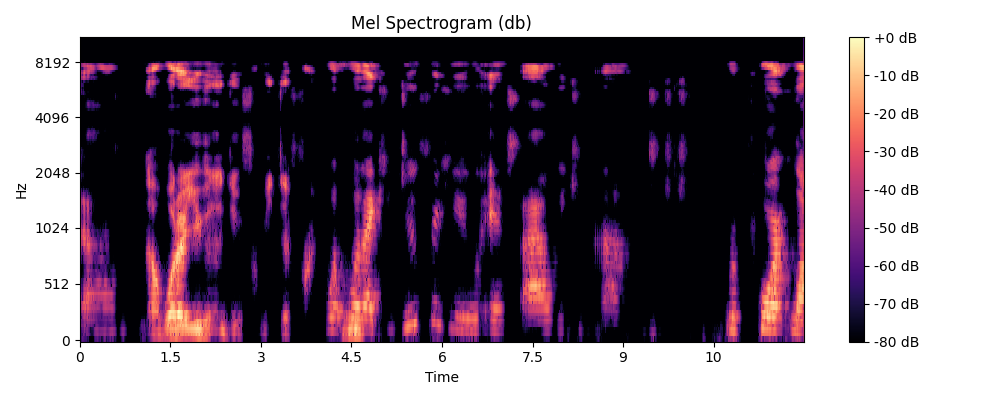 Mel Spectrogram (db)
8192
4096
2048
1024
512
0
Hz
0 1.5 3 4.5 6 7.5 9 10
Time
+0 dB
-10 dB
-20 dB
-30 dB
-40 dB
-50 dB
-60 dB
-70 dB
-80 dB